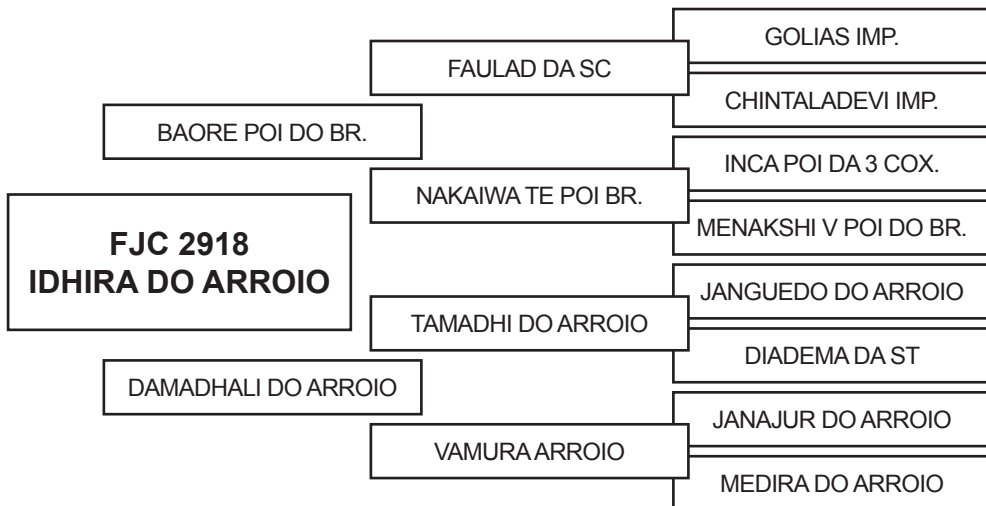 GOLIAS IMP.
FAULAD DA SC
CHINTALADEVI IMP.
BAORE POI DO BR.
INCA POI DA 3 COX.
NAKAIWA TE POI BR.
MENAKSHI V POI DO BR.
FJC 2918
IDHIRA DO ARROIO
JANGUEDO DO ARROIO
TAMADHI DO ARROIO
DIADEMA DA ST
DAMADHALI DO ARROIO
JANAJUR DO ARROIO
VAMURA ARROIO
MEDIRA DO ARROIO